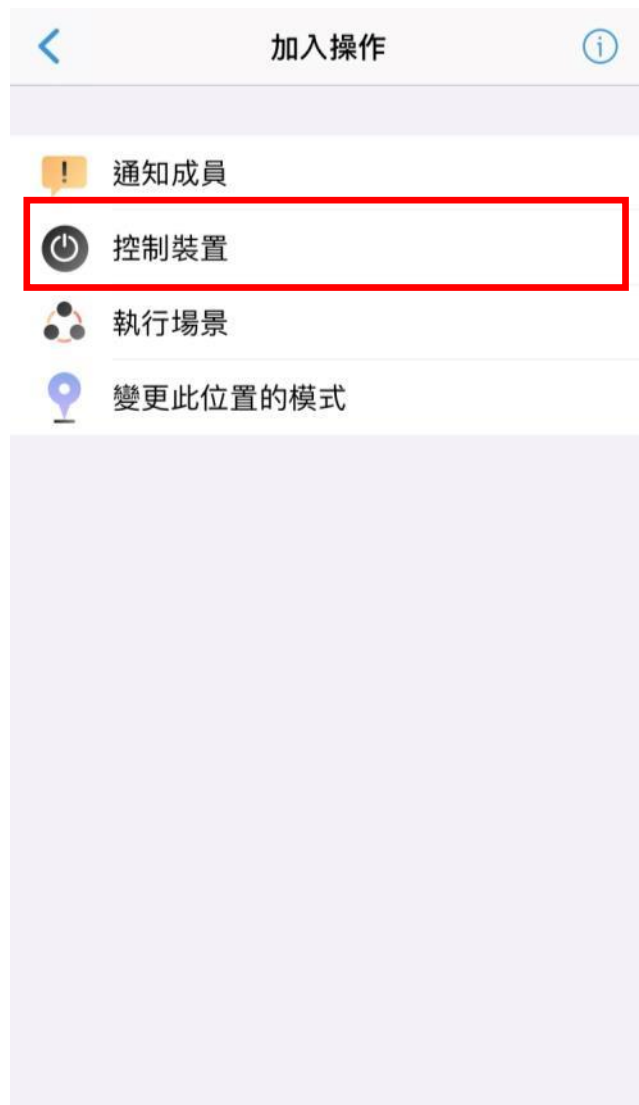 加入操作
通知成員
控制裝置
執行場景
變更此位置的模式